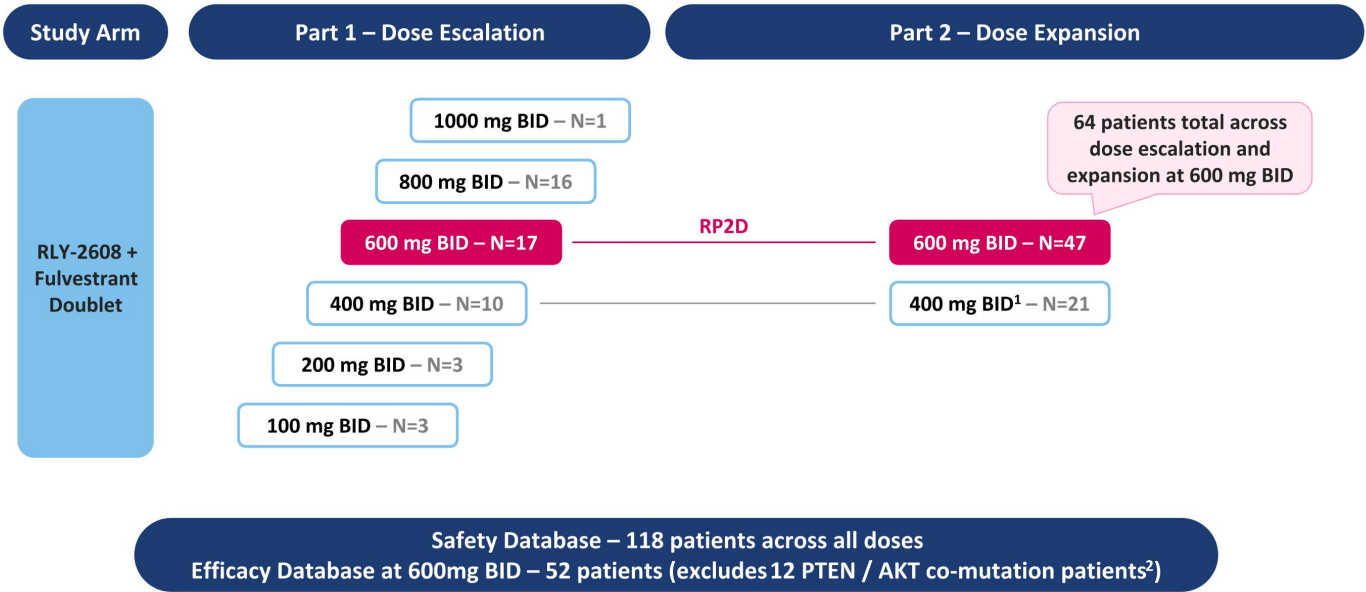 Study Arm
Part 1 – Dose Escalation
Part 2 – Dose Expansion
RLY-2608 +
Fulvestrant
Doublet
1000 mg BID – N=1
800 mg BID – N=16
600 mg BID – N=17
400 mg BID – N=10
200 mg BID – N=3
100 mg BID – N=3
RP2D
64 patients total across
dose escalation and
expansion at 600 mg BID
600 mg BID – N=47
400 mg BID¹ – N=21
Safety Database – 118 patients across all doses
Efficacy Database at 600mg BID – 52 patients (excludes 12 PTEN / AKT co-mutation patients²)